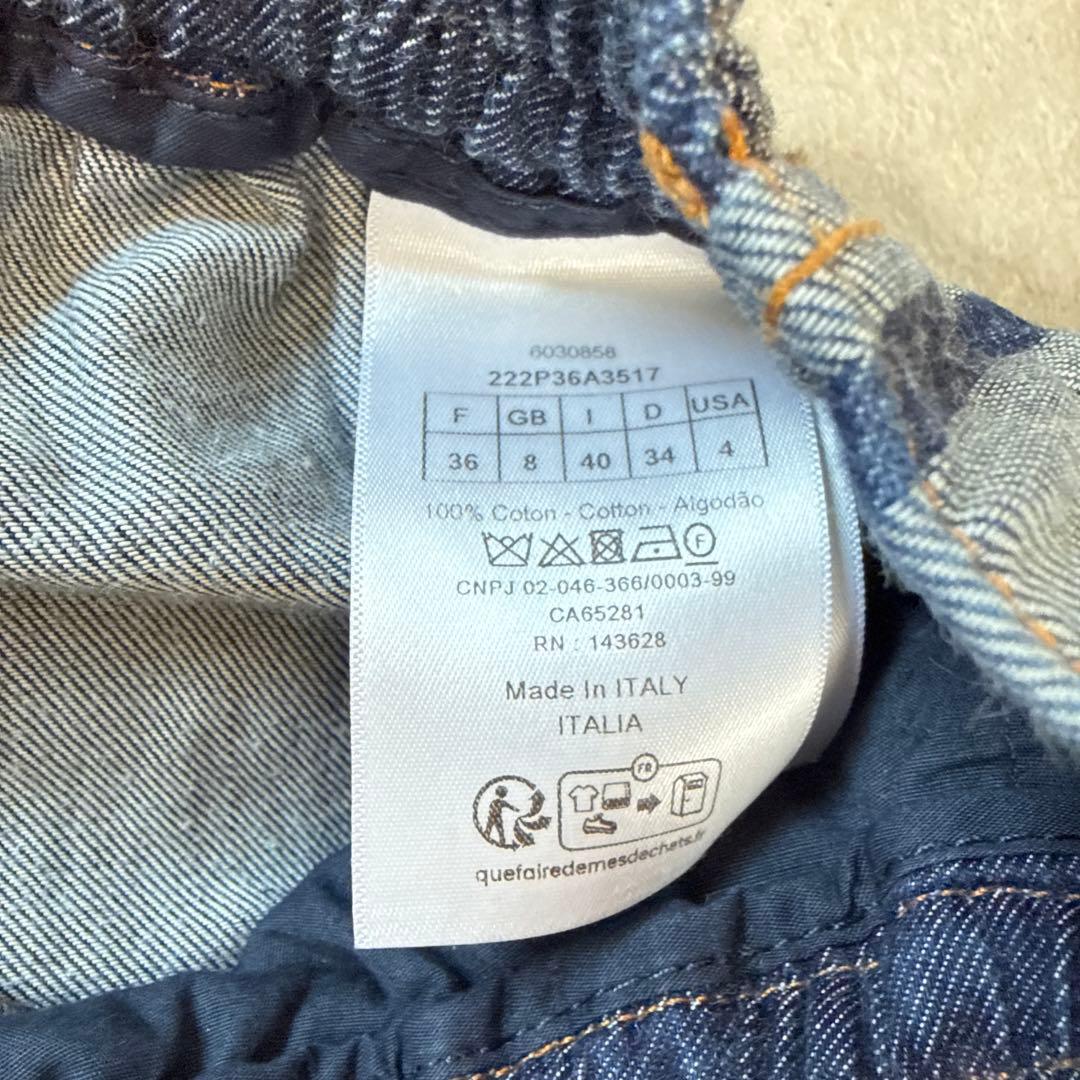 6030858
222P36A3517
F GB I D USA
36 8 40 34 4
100% Coton - Cotton - Algodão
F
CNPJ 02-046-366/0003-99
CA65281
RN : 143628
Made In ITALY
ITALIA
FR
quefairedemesdechets.fr